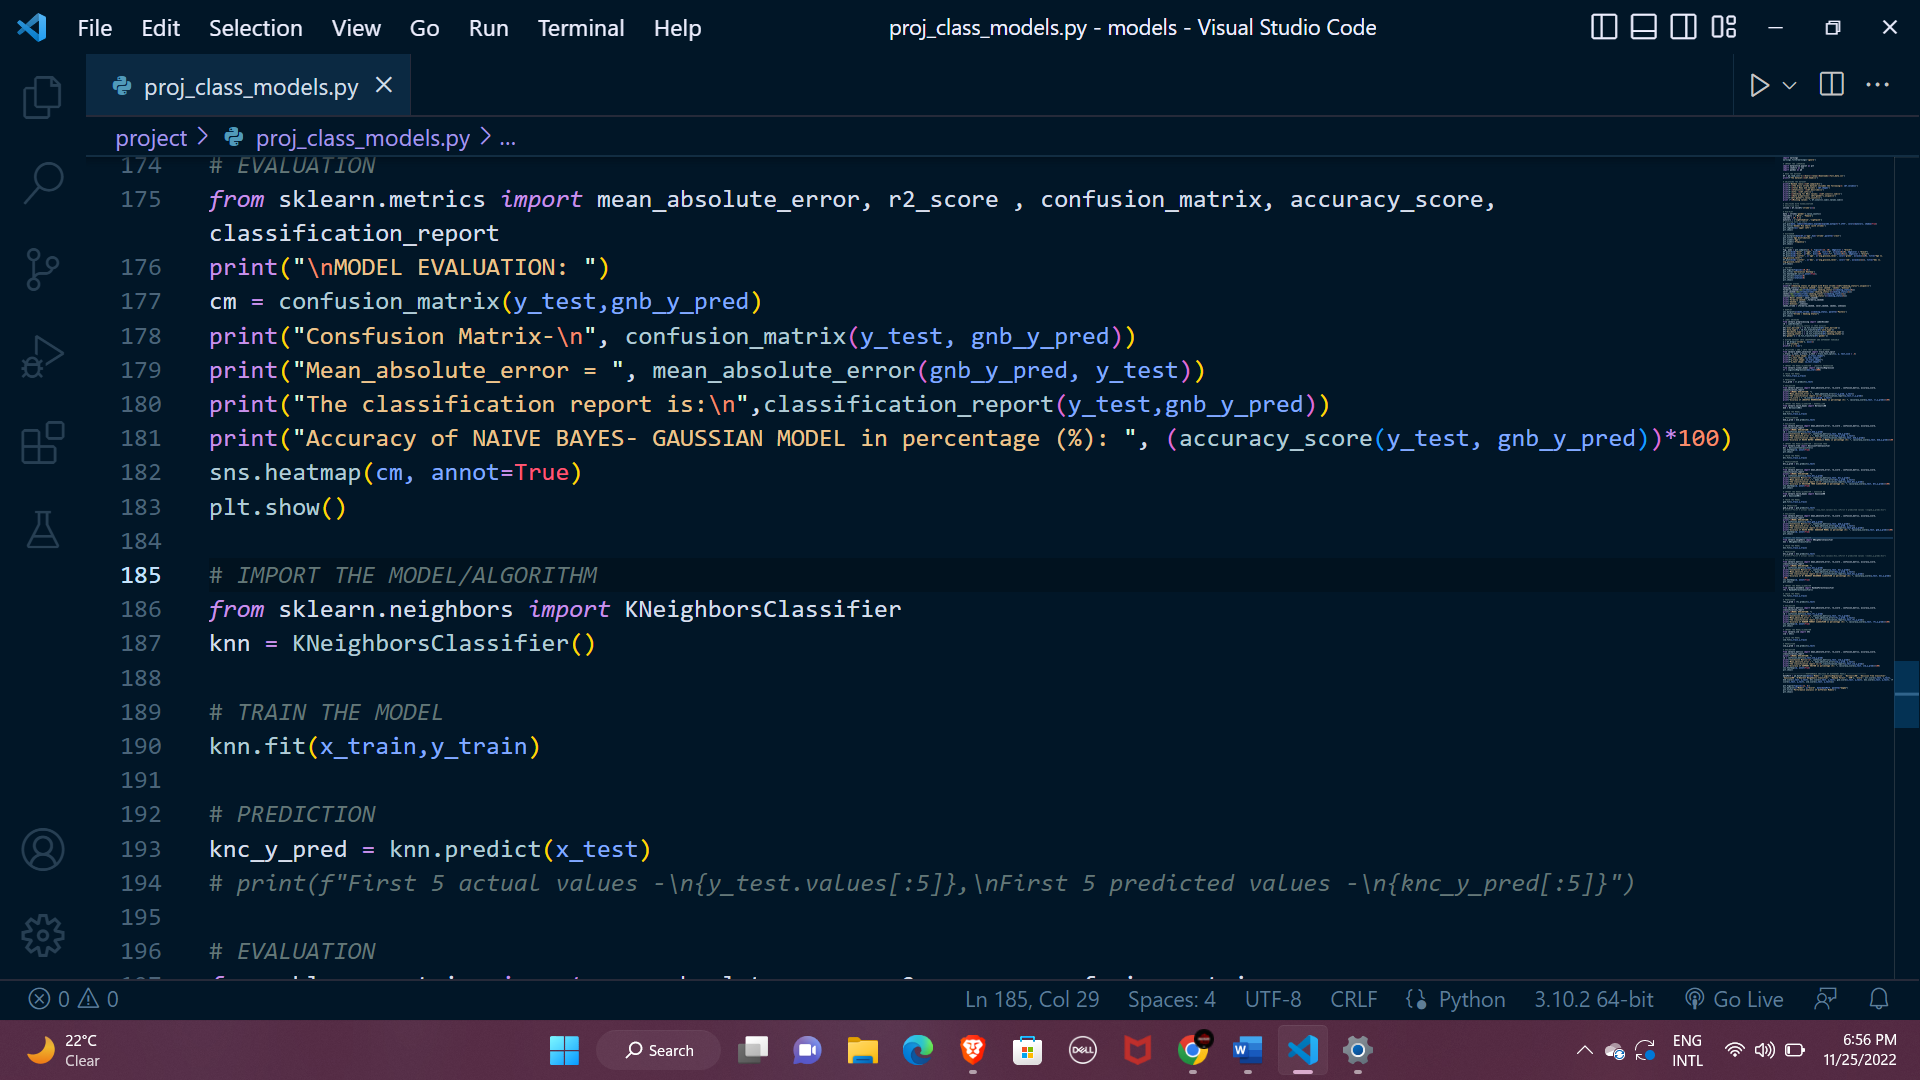 File Edit Selection View Go Run Terminal Help
proj_class_models.py - models - Visual Studio Code
proj_class_models.py
project > proj_class_models.py > ...
174 # EVALUATION
175 from sklearn.metrics import mean_absolute_error, r2_score , confusion_matrix, accuracy_score,
classification_report
176 print("\nMODEL EVALUATION: ")
177 cm = confusion_matrix(y_test,gnb_y_pred)
178 print("Consfusion Matrix-\n", confusion_matrix(y_test, gnb_y_pred))
179 print("Mean_absolute_error = ", mean_absolute_error(gnb_y_pred, y_test))
180 print("The classification report is:\n",classification_report(y_test,gnb_y_pred))
181 print("Accuracy of NAIVE BAYES- GAUSSIAN MODEL in percentage (%): ", (accuracy_score(y_test, gnb_y_pred))*100)
182 sns.heatmap(cm, annot=True)
183 plt.show()
184
185 # IMPORT THE MODEL/ALGORITHM
186 from sklearn.neighbors import KNeighborsClassifier
187 knn = KNeighborsClassifier()
188
189 # TRAIN THE MODEL
190 knn.fit(x_train,y_train)
191
192 # PREDICTION
193 knc_y_pred = knn.predict(x_test)
194 # print(f"First 5 actual values -\n{y_test.values[:5]},\nFirst 5 predicted values -\n{knc_y_pred[:5]}")
195
196 # EVALUATION
0 0 Ln 185, Col 29 Spaces: 4 UTF-8 CRLF Python 3.10.2 64-bit Go Live
22°C
Clear
Search
DELL
ENG
INTL
6:56 PM
11/25/2022